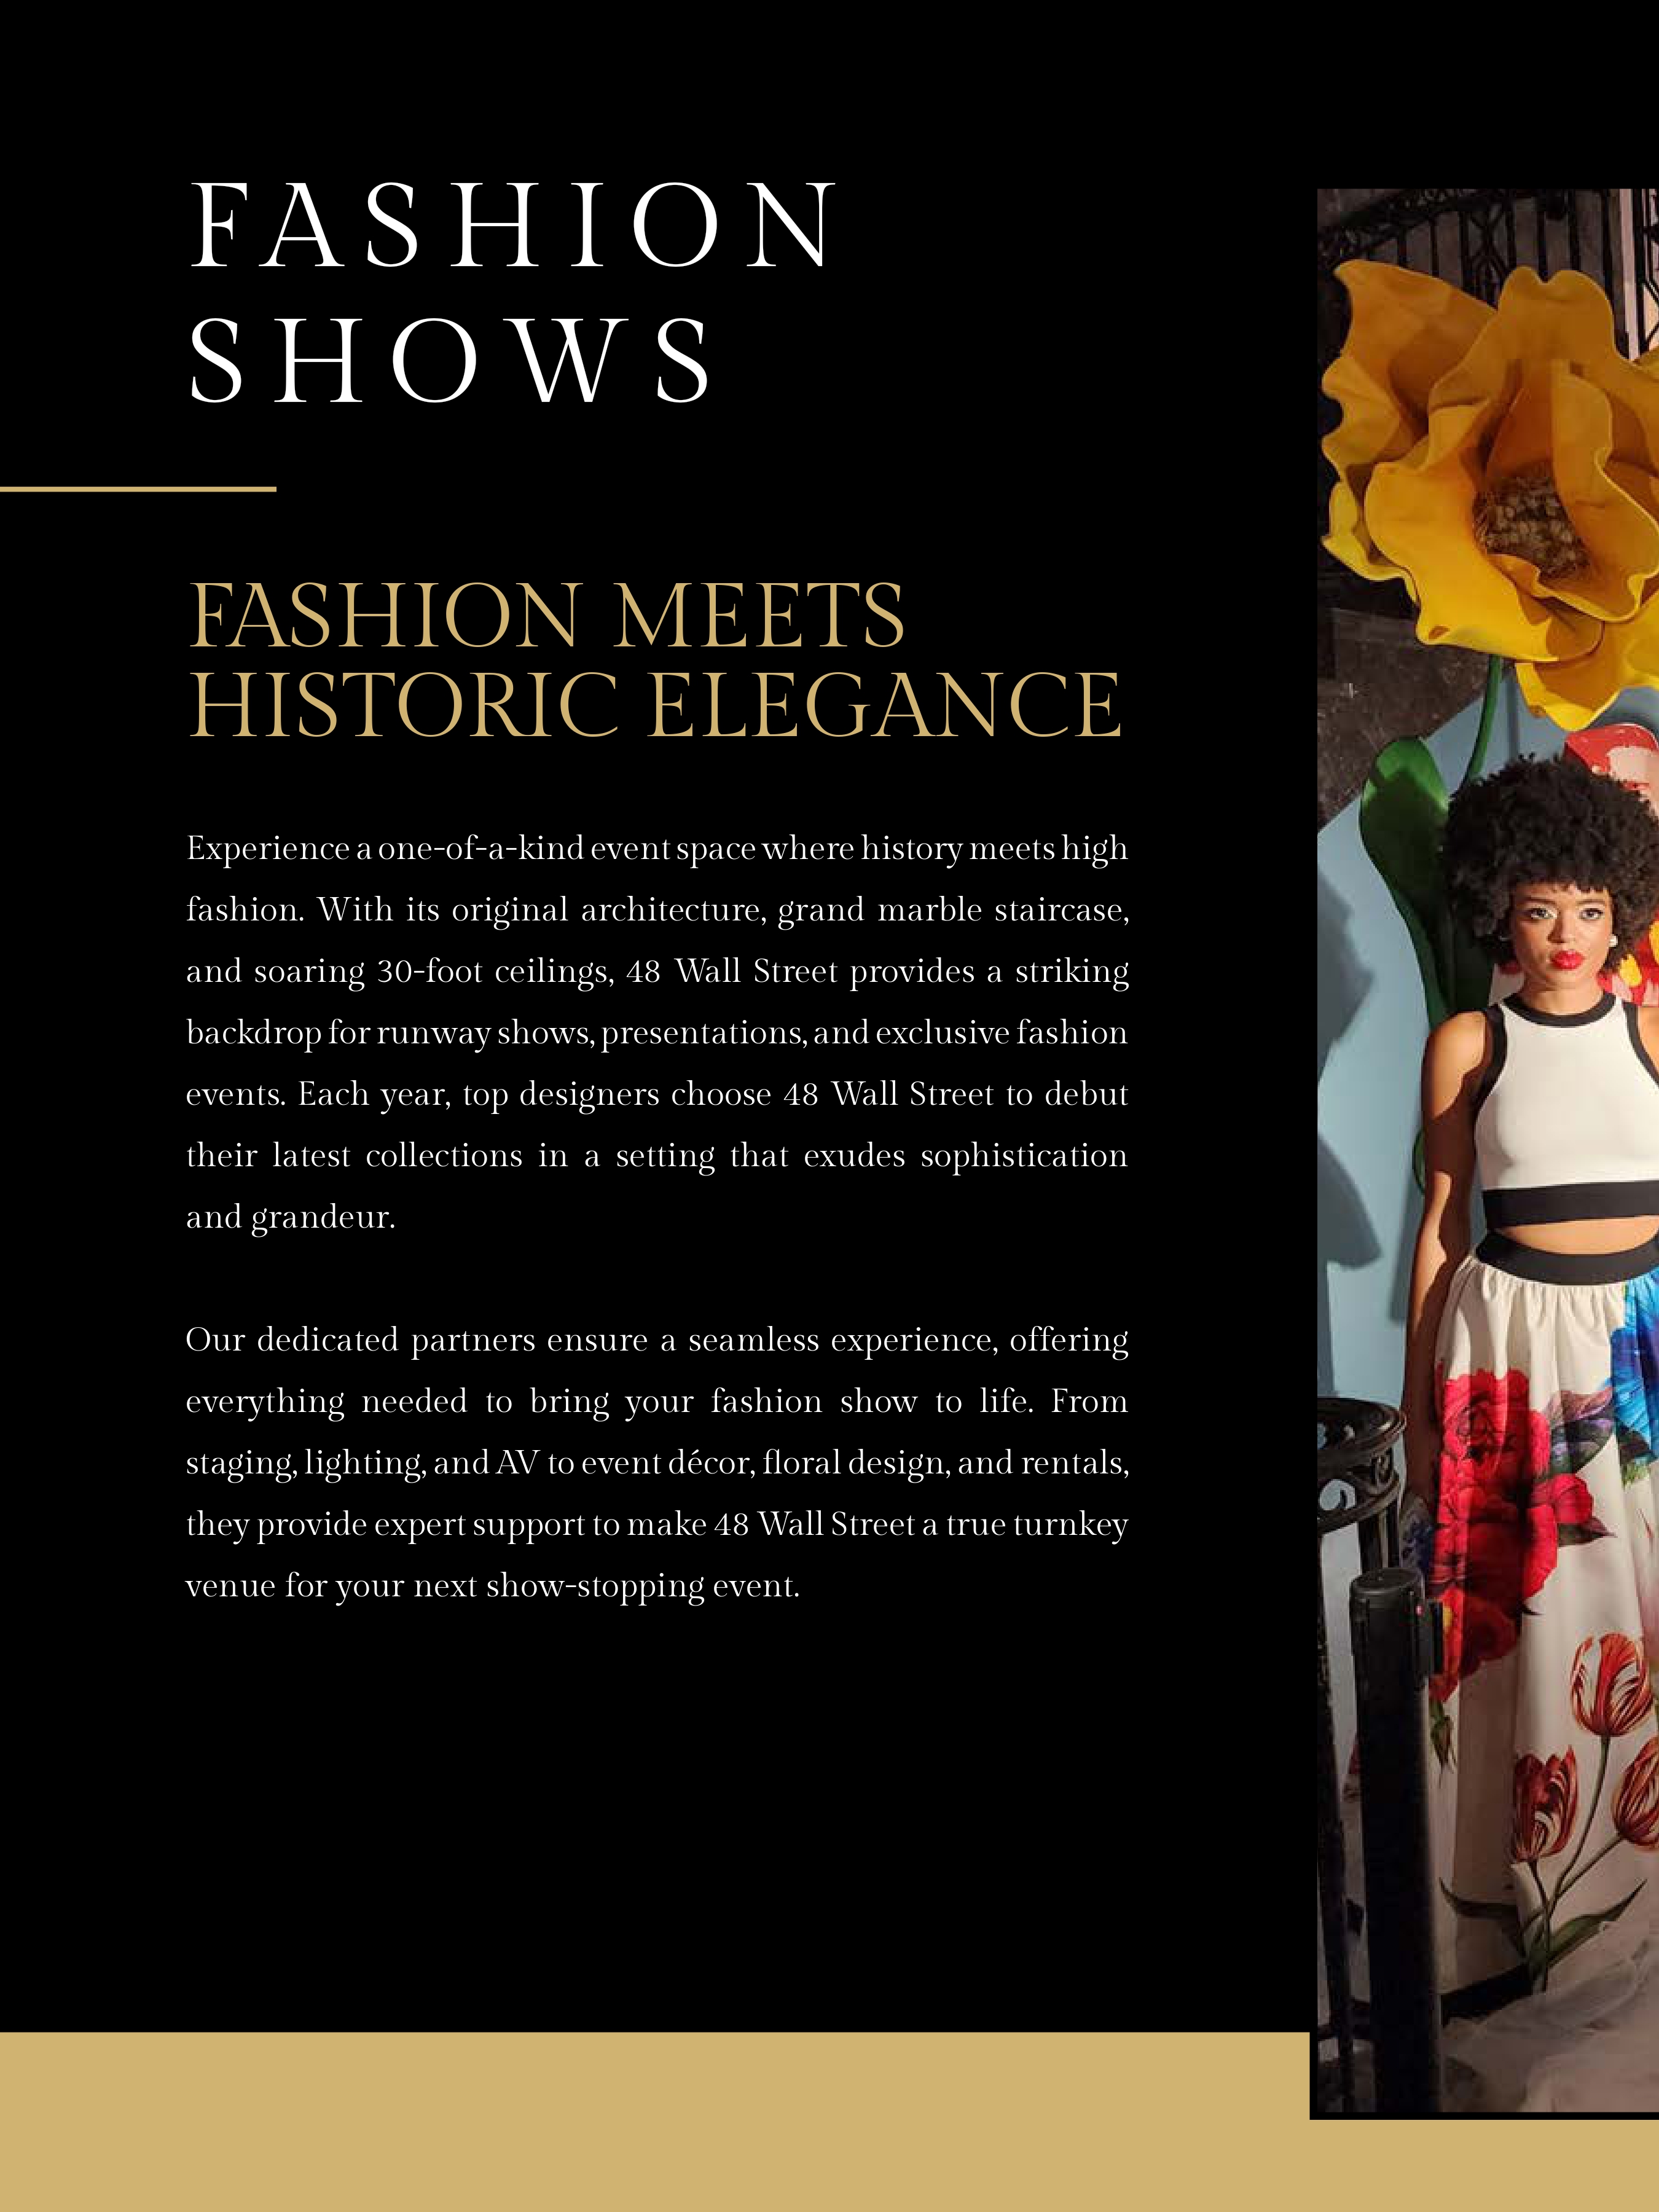 FASHION
SHOWS
FASHION MEETS
HISTORIC ELEGANCE
Experience a one-of-a-kind event space where history meets high
fashion. With its original architecture, grand marble staircase,
and soaring 30-foot ceilings, 48 Wall Street provides a striking
backdrop for runway shows, presentations, and exclusive fashion
events. Each year, top designers choose 48 Wall Street to debut
their latest collections in a setting that exudes sophistication
and grandeur.
Our dedicated partners ensure a seamless experience, offering
everything needed to bring your fashion show to life. From
staging, lighting, and AV to event décor, floral design, and rentals,
they provide expert support to make 48 Wall Street a true turnkey
venue for your next show-stopping event.